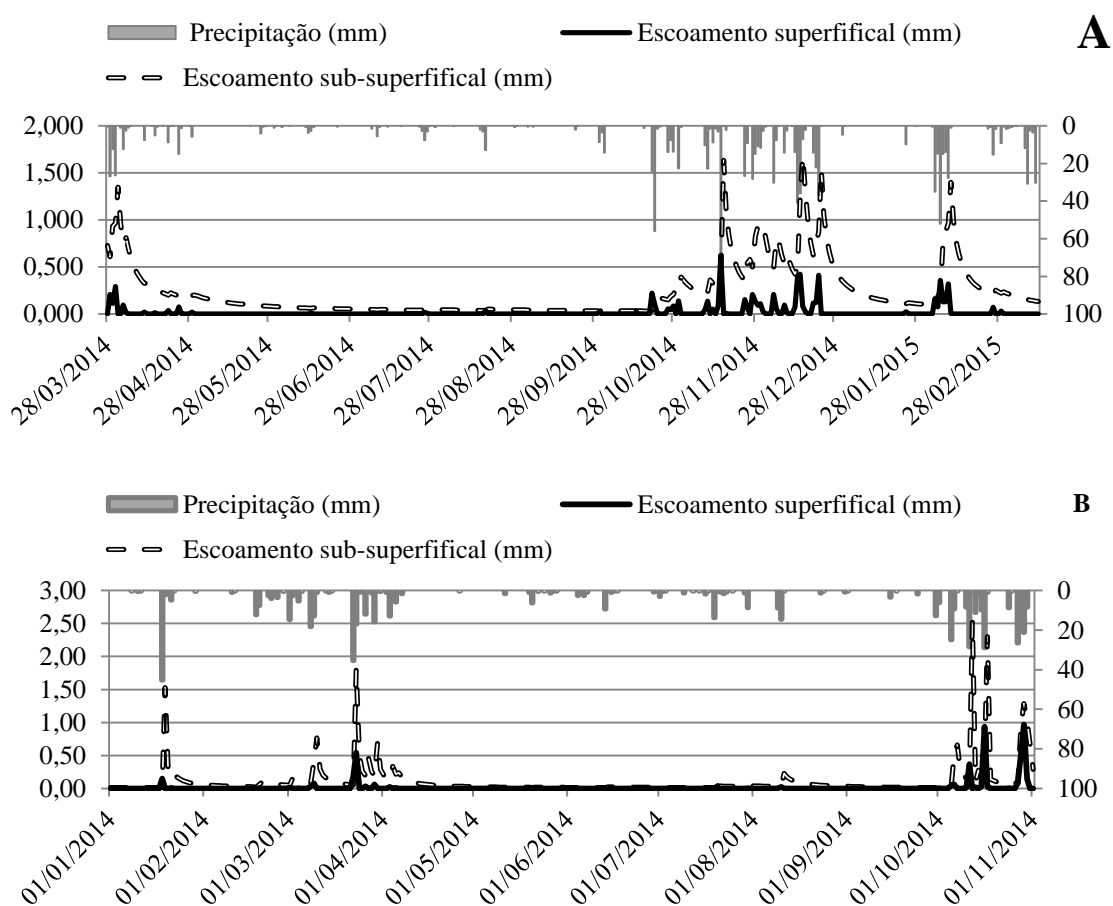 Precipitação (mm) Escoamento superfifical (mm) A
Escoamento sub-superfifical (mm)
2,000 0
1,500 20
1,000 40
60
0,500 80
0,000 100
28/03/2014 28/04/2014 28/05/2014 28/06/2014 28/07/2014 28/08/2014 28/09/2014 28/10/2014 28/11/2014 28/12/2014 28/01/2015 28/02/2015
Precipitação (mm) Escoamento superfifical (mm) B
Escoamento sub-superfifical (mm)
3,00 0
2,50 20
2,00 40
1,50
1,00 60
0,50 80
0,00 100
01/01/2014 01/02/2014 01/03/2014 01/04/2014 01/05/2014 01/06/2014 01/07/2014 01/08/2014 01/09/2014 01/10/2014 01/11/2014